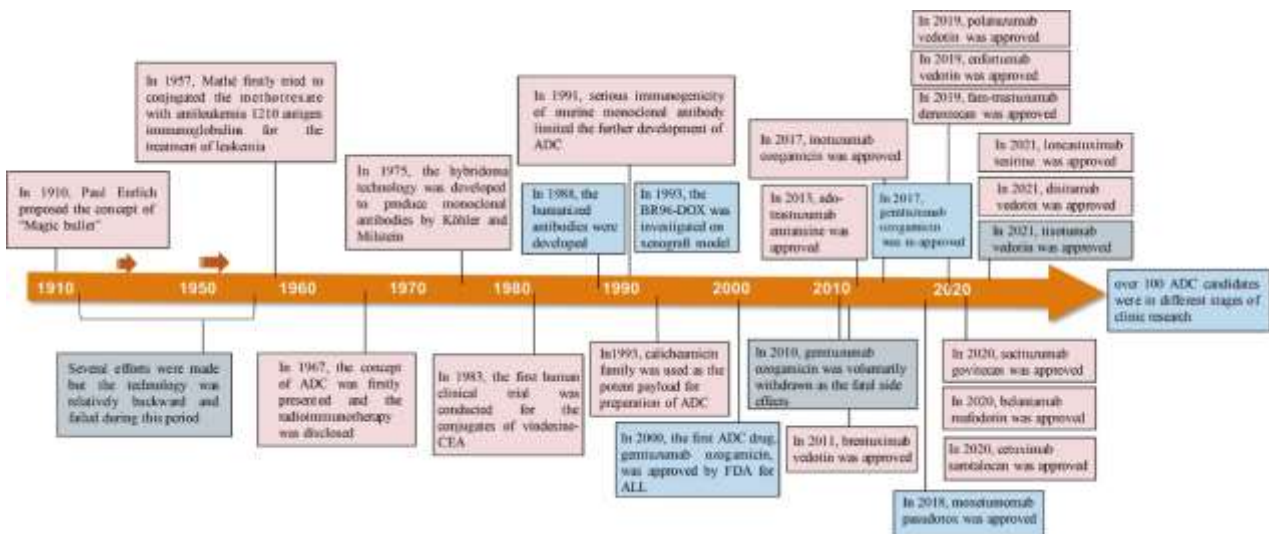 In 1910, Paul Enrlich
proposed the concept of
"Magic bullet"
In 1957, Mathé firstly tried to
conjugated the methotrexate
with antileukemia 1210 antigen
immunoglobulin for the
treatment of leukemia
In 1975, the hybridoma
technology was developed
to produce monoclonal
antibodies by Köhler and
Milstein
In 1991, serious immunogenicity
of murine monoclonal antibody
limited the further development of
ADC
In 1988, the
humanized
antibodies were
developed
In 1993, the
BR96-DOX was
investigated on
xenograft model
In 2017, inotuzumab
ozogamicin was approved
In 2013, ado-
trastuzumab
emtansine was
approved
In 2017,
gemtuzumab
ozogamicin
was re-approved
In 2019, polatuzumab
vedotin was approved
In 2019, enfortumab
vedotin was approved
In 2019, fam-trastuzumab
deruxtecan was approved
In 2021, loncastuximab
tesirine was approved
In 2021, disitamab
vedotin was approved
In 2021, tisotumab
vedotin was approved
1910 1950 1960 1970 1980 1990 2000 2010 2020
over 100 ADC candidates
were in different stages of
clinic research
Several efforts were made
but the technology was
relatively backward and
failed during this period
In 1967, the concept
of ADC was firstly
presented and the
radioimmunotherapy
was disclosed
In 1983, the first human
clinical trial was
conducted for the
conjugates of vindesine-
CEA
In1993, calicheamicin
family was used as the
potent payload for
preparation of ADC
In 2000, the first ADC drug,
gemtuzumab ozogamicin,
was approved by FDA for
ALL
In 2010, gemtuzumab
ozogamicin was voluntarily
withdrawn as the fatal side
effects
In 2011, brentuximab
vedotin was approved
In 2020, sacituzumab
govitecan was approved
In 2020, belantamab
mafodotin was approved
In 2020, cetuximab
sarotalocan was approved
In 2018, moxetumomab
pasudotox was approved